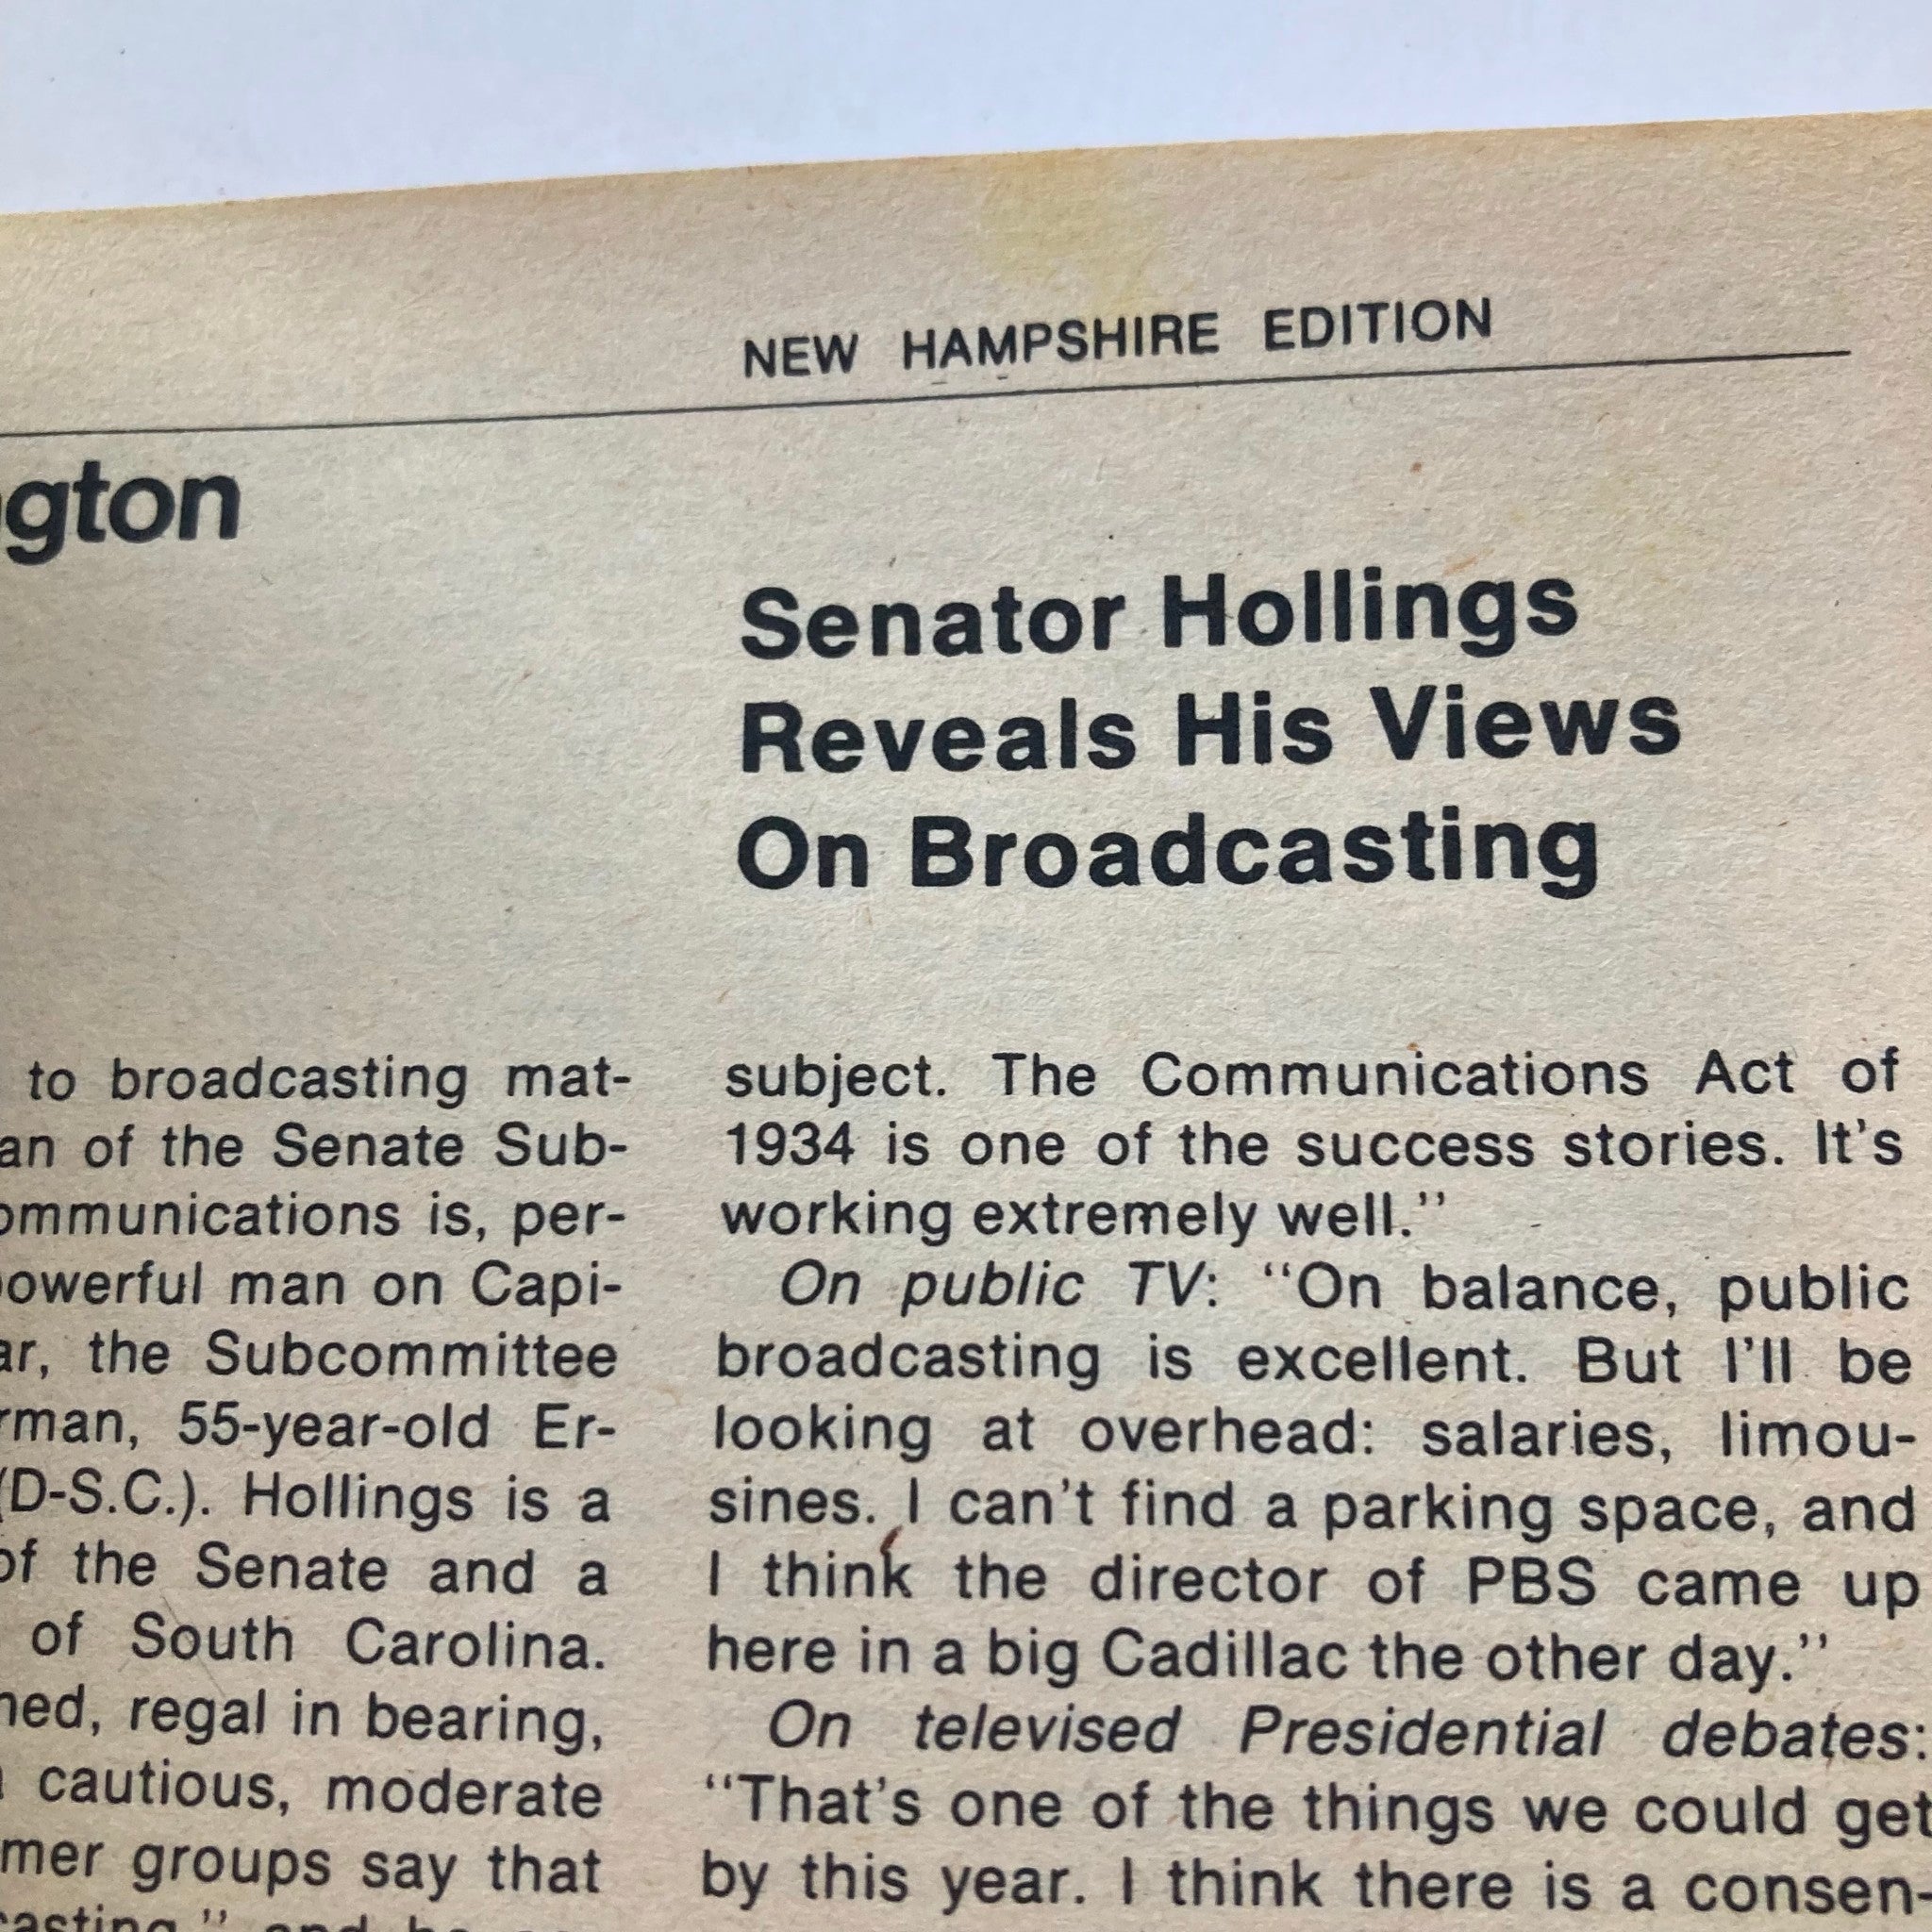 NEW HAMPSHIRE EDITION
gton
Senator Hollings
Reveals His Views
On Broadcasting
to broadcasting mat-
an of the Senate Sub-
ommunications is, per-
powerful man on Capi-
ar, the Subcommittee
rman, 55-year-old Er-
(D-S.C.). Hollings is a
of the Senate and a
of South Carolina.
ned, regal in bearing,
cautious, moderate
mer groups say that
casting," and he
subject. The Communications Act of
1934 is one of the success stories. It's
working extremely well."
On public TV: "On balance, public
broadcasting is excellent. But I'll be
looking at overhead: salaries, limou-
sines. I can't find a parking space, and
I think the director of PBS came up
here in a big Cadillac the other day."
On televised Presidential debates:
"That's one of the things we could get
by this year. I think there is a consen-